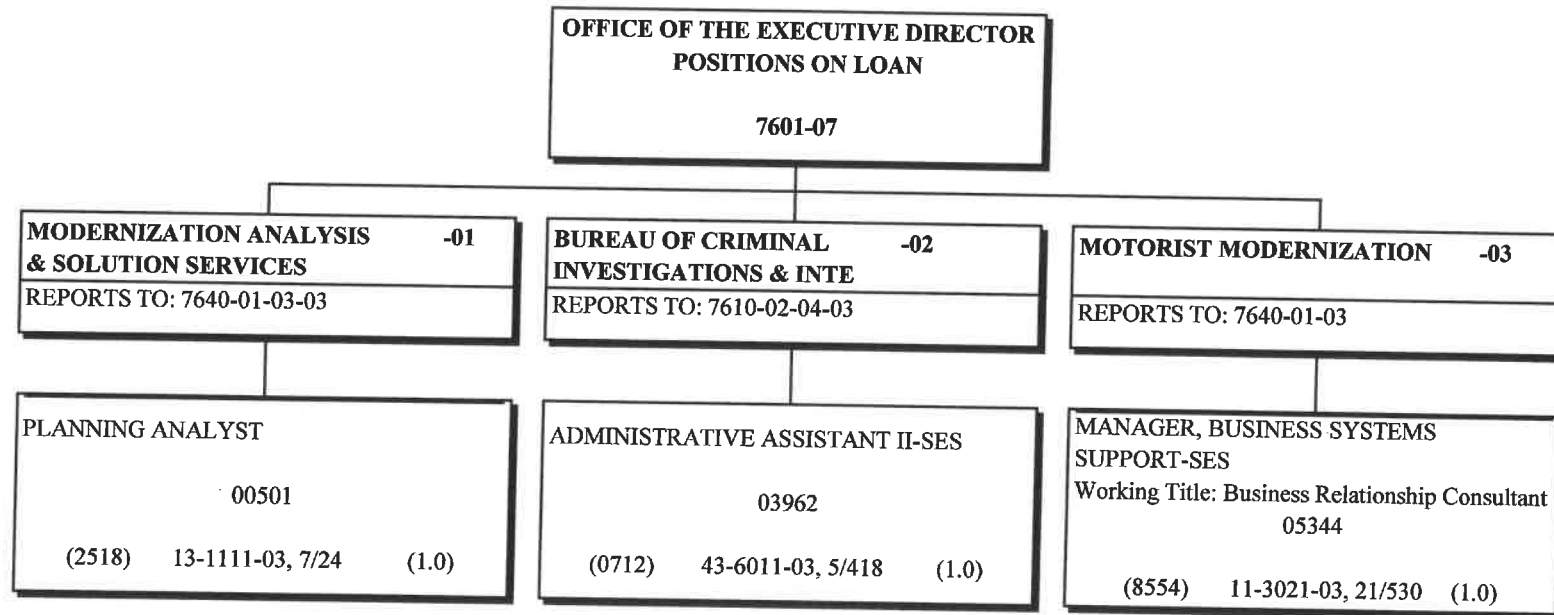 OFFICE OF THE EXECUTIVE DIRECTOR
POSITIONS ON LOAN
7601-07
MODERNIZATION ANALYSIS -01
& SOLUTION SERVICES
REPORTS TO: 7640-01-03-03
BUREAU OF CRIMINAL -02
INVESTIGATIONS & INTE
REPORTS TO: 7610-02-04-03
MOTORIST MODERNIZATION -03
REPORTS TO: 7640-01-03
PLANNING ANALYST
00501
(2518) 13-1111-03, 7/24 (1.0)
ADMINISTRATIVE ASSISTANT II-SES
03962
(0712) 43-6011-03, 5/418 (1.0)
MANAGER, BUSINESS SYSTEMS
SUPPORT-SES
Working Title: Business Relationship Consultant
05344
(8554) 11-3021-03, 21/530 (1.0)